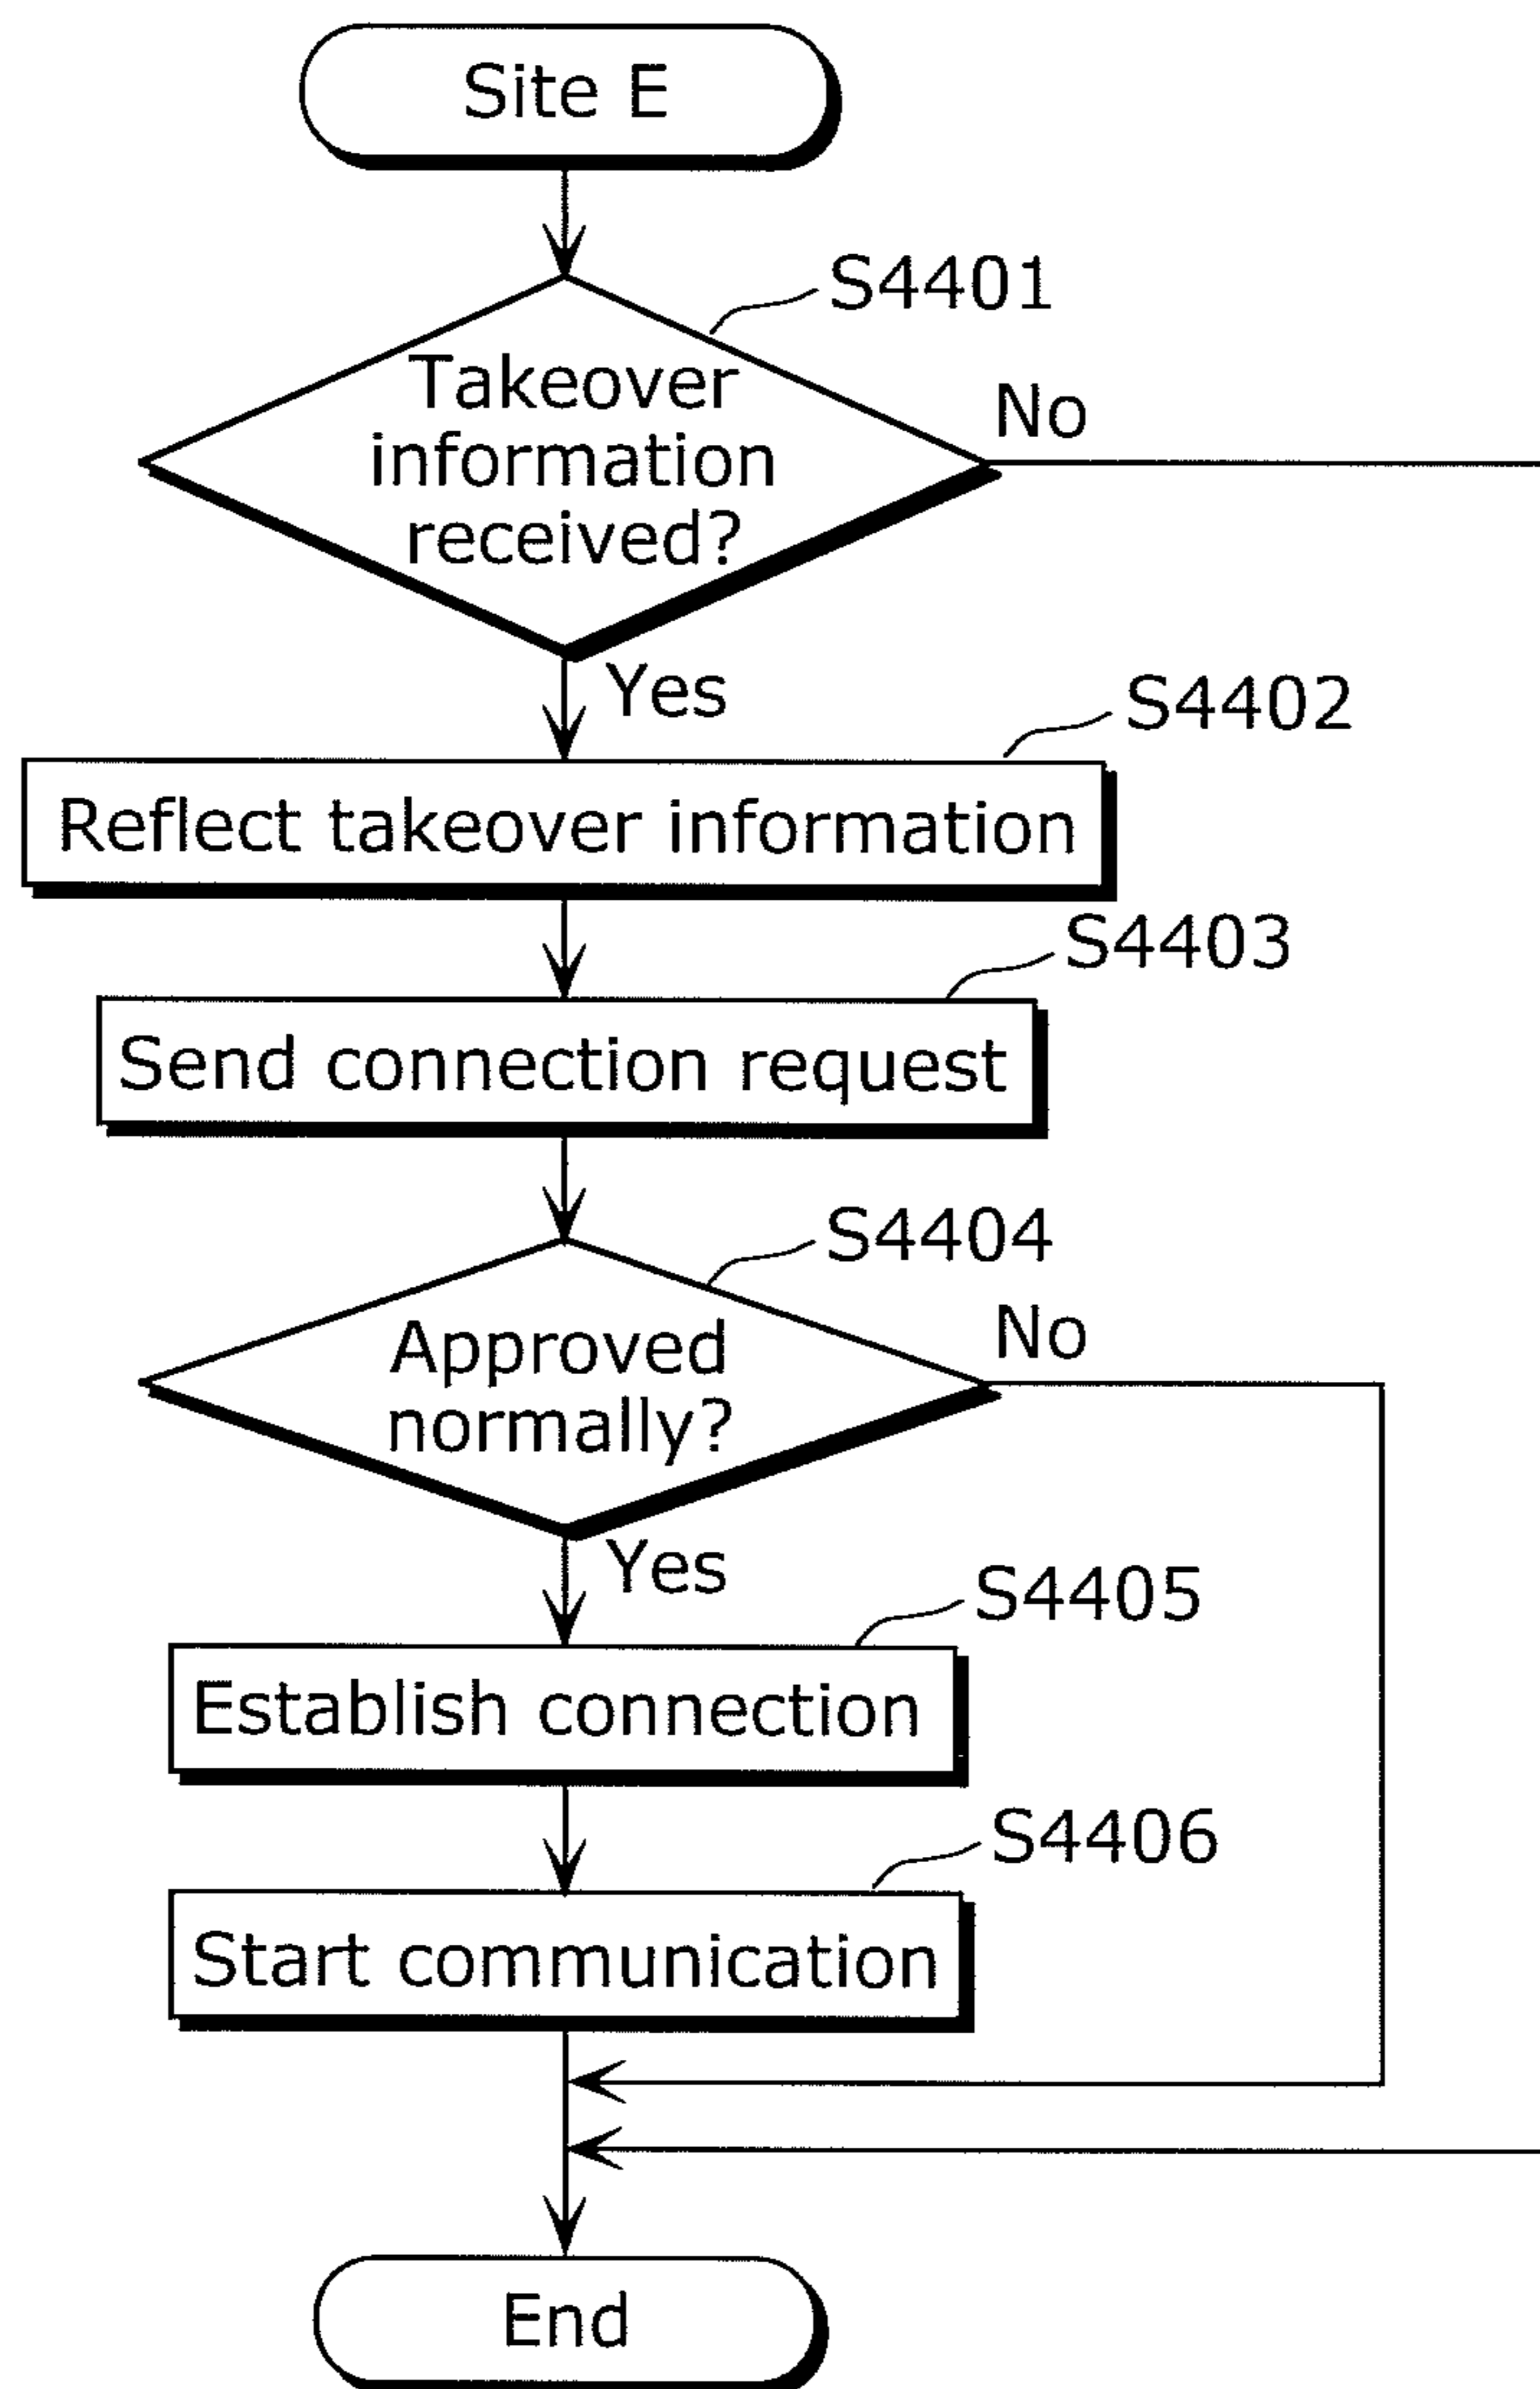 Site E
S4401
Takeover
information
received?
No
Yes
S4402
Reflect takeover information
S4403
Send connection request
S4404
Approved
normally?
No
Yes
S4405
Establish connection
S4406
Start communication
End